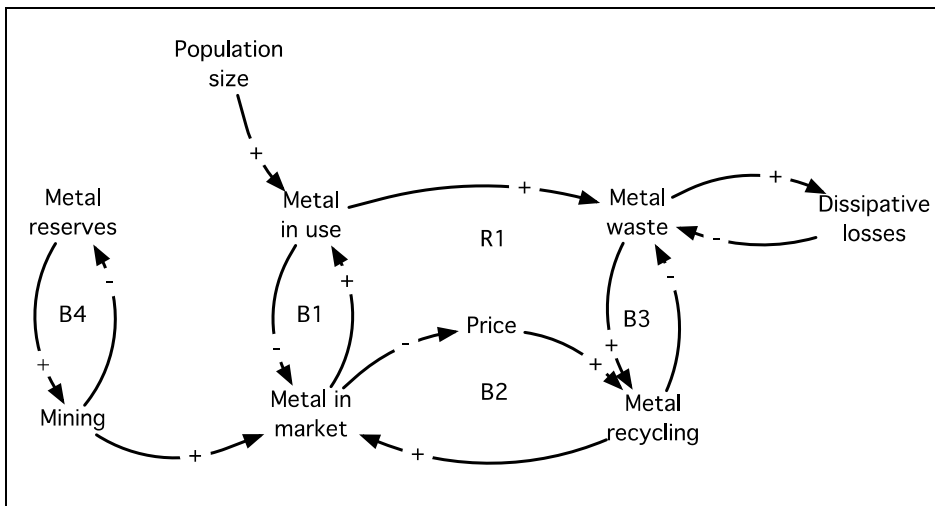 Population
size
+
Metal
reserves
Metal
in use
+
Metal
waste
+
Dissipative
losses
-
R1
-
+
-
B4
B1
Price
B3
+
-
-
+
+
B2
Mining
Metal in
market
Metal
recycling
+
+